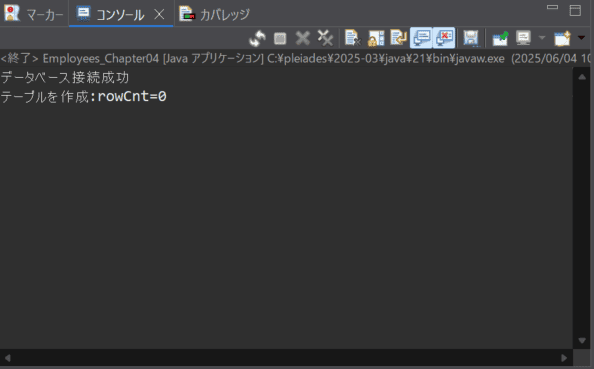 マーカー コンソール カバレッジ
<終了> Employees_Chapter04 [Java アプリケーション] C:¥pleiades¥2025-03¥java¥21¥bin¥javaw.exe (2025/06/04 10
データベース接続成功
テーブルを作成:rowCnt=0